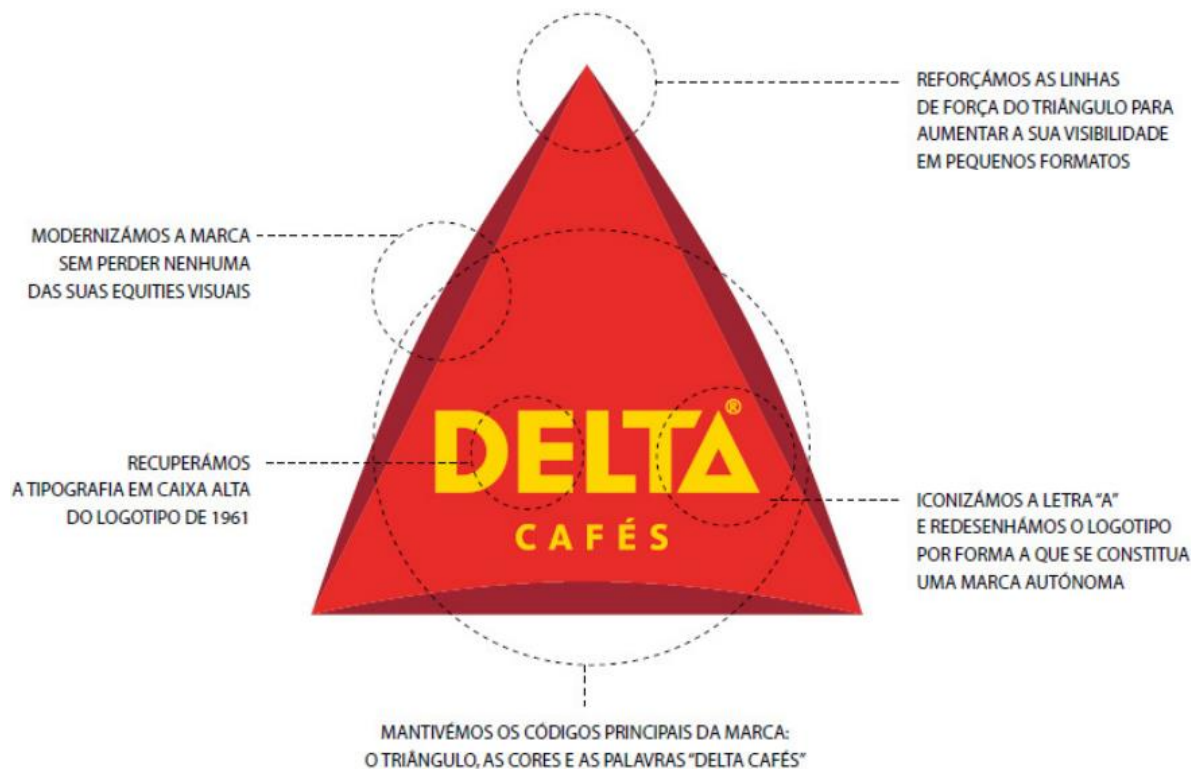 REFORÇÁMOS AS LINHAS
DE FORÇA DO TRIÂNGULO PARA
AUMENTAR A SUA VISIBILIDADE
EM PEQUENOS FORMATOS
MODERNIZÁMOS A MARCA
SEM PERDER NENHUMA
DAS SUAS EQUITIES VISUAIS
DELTA®
CAFÉS
RECUPERÁMOS
A TIPOGRAFIA EM CAIXA ALTA
DO LOGOTIPO DE 1961
ICONIZÁMOS A LETRA “A”
E REDESENHÁMOS O LOGOTIPO
POR FORMA A QUE SE CONSTITUA
UMA MARCA AUTÓNOMA
MANTIVÉMOS OS CÓDIGOS PRINCIPAIS DA MARCA:
O TRIÂNGULO, AS CORES E AS PALAVRAS “DELTA CAFÉS”